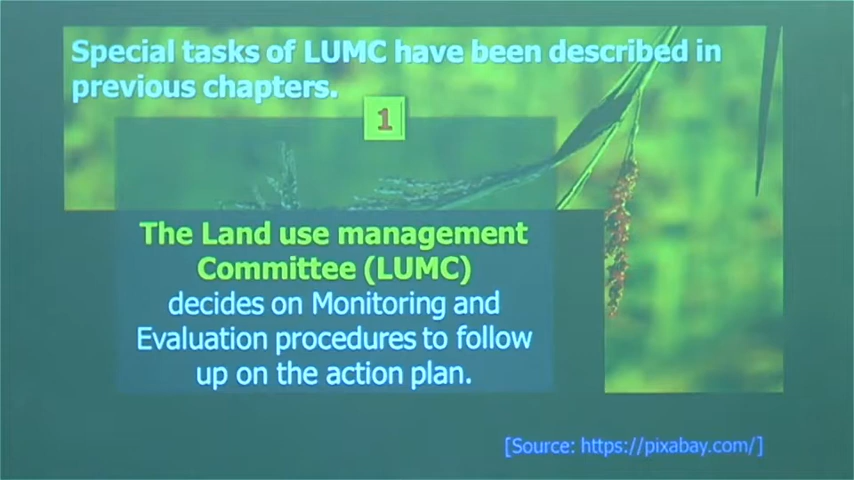 Special tasks of LUMC have been described in
previous chapters.
1
The Land use management
Committee (LUMC)
decides on Monitoring and
Evaluation procedures to follow
up on the action plan.
[Source: https://pixabay.com/]